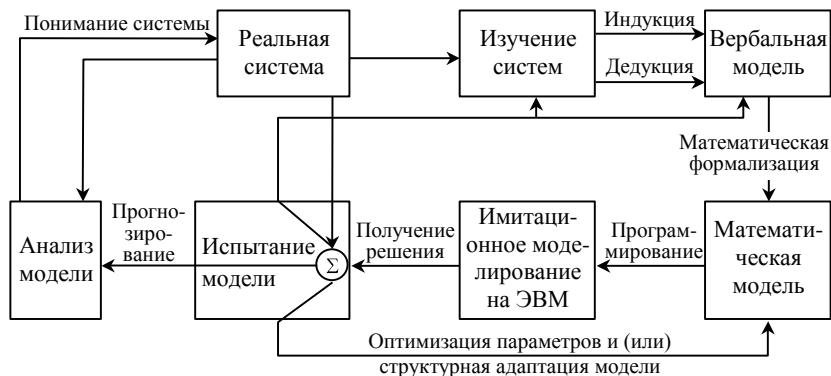 Понимание системы
Реальная
система
Изучение
систем
Индукция
Дедукция
Вербальная
модель
Математическая
формализация
Анализ
модели
Прогно-
зирo-
вание
Испытание
модели
Σ
Получение
решения
Имитаци-
онное моде-
лирование
на ЭВМ
Програм-
мирование
Математи-
ческая
модель
Оптимизация параметров и (или)
структурная адаптация модели